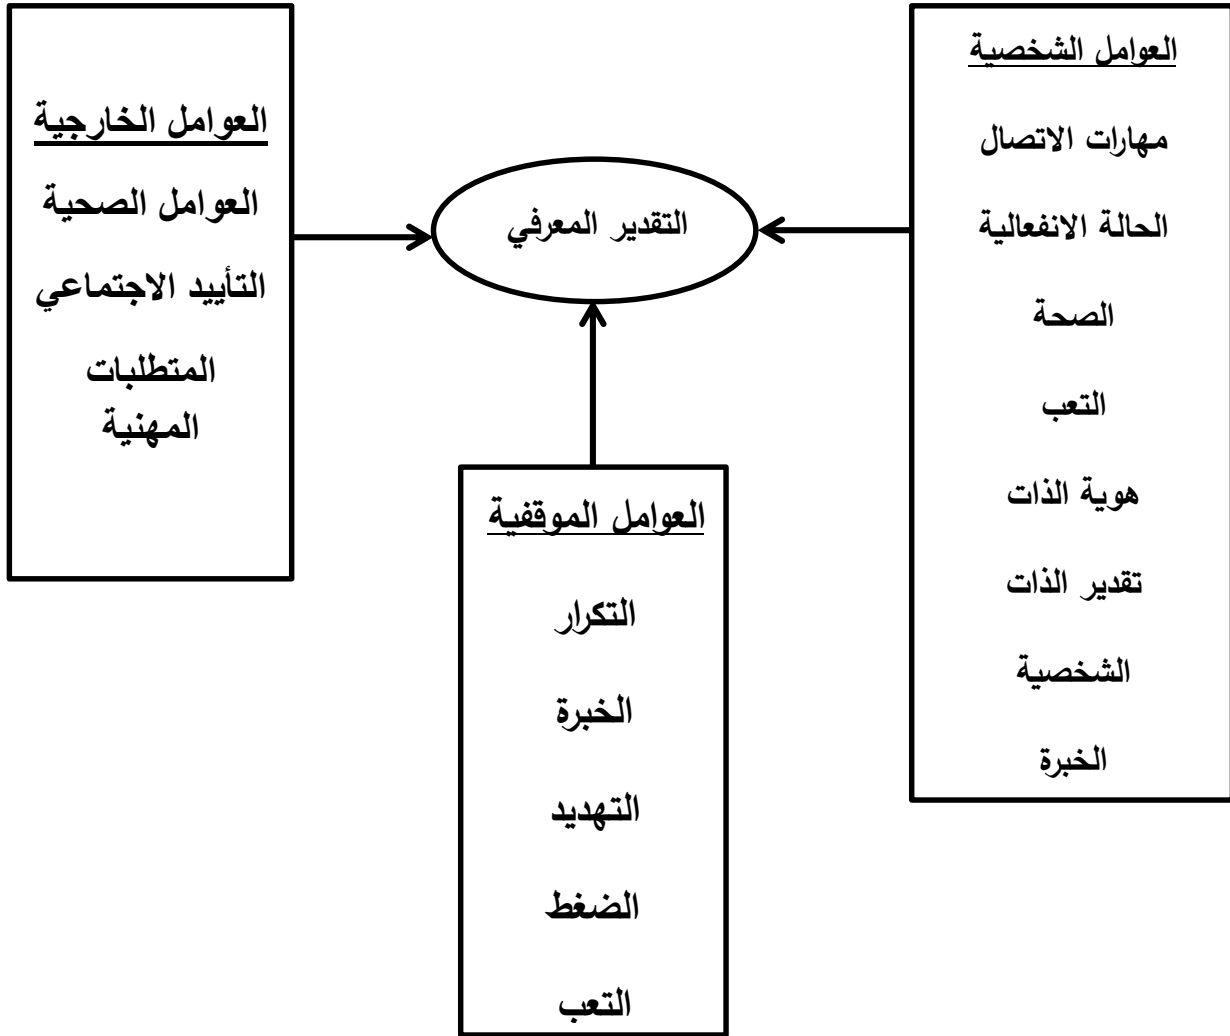 العوامل الشخصية
مهارات الاتصال
الحالة الانفعالية
الصحة
التعب
هوية الذات
تقدير الذات
الشخصية
الخبرة
التقدير المعرفي
العوامل الخارجية
العوامل الصحية
التأييد الاجتماعي
المتطلبات
المهنية
العوامل الموقفية
التكرار
الخبرة
التهديد
الضغط
التعب